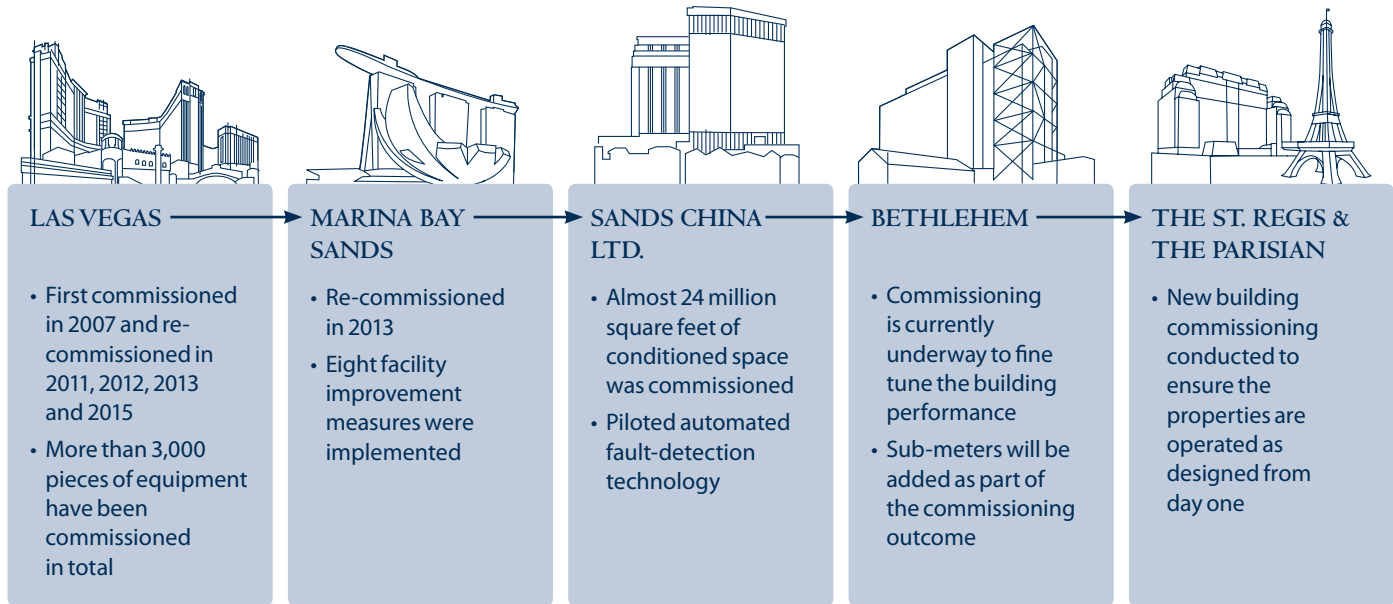 LAS VEGAS
• First commissioned
in 2007 and re-
commissioned in
2011, 2012, 2013
and 2015
• More than 3,000
pieces of equipment
have been
commissioned
in total
MARINA BAY
SANDS
• Re-commissioned
in 2013
• Eight facility
improvement
measures were
implemented
SANDS CHINA
LTD.
• Almost 24 million
square feet of
conditioned space
was commissioned
• Piloted automated
fault-detection
technology
BETHLEHEM
• Commissioning
is currently
underway to fine
tune the building
performance
• Sub-meters will be
added as part of
the commissioning
outcome
THE ST. REGIS &
THE PARISIAN
• New building
commissioning
conducted to
ensure the
properties are
operated as
designed from
day one